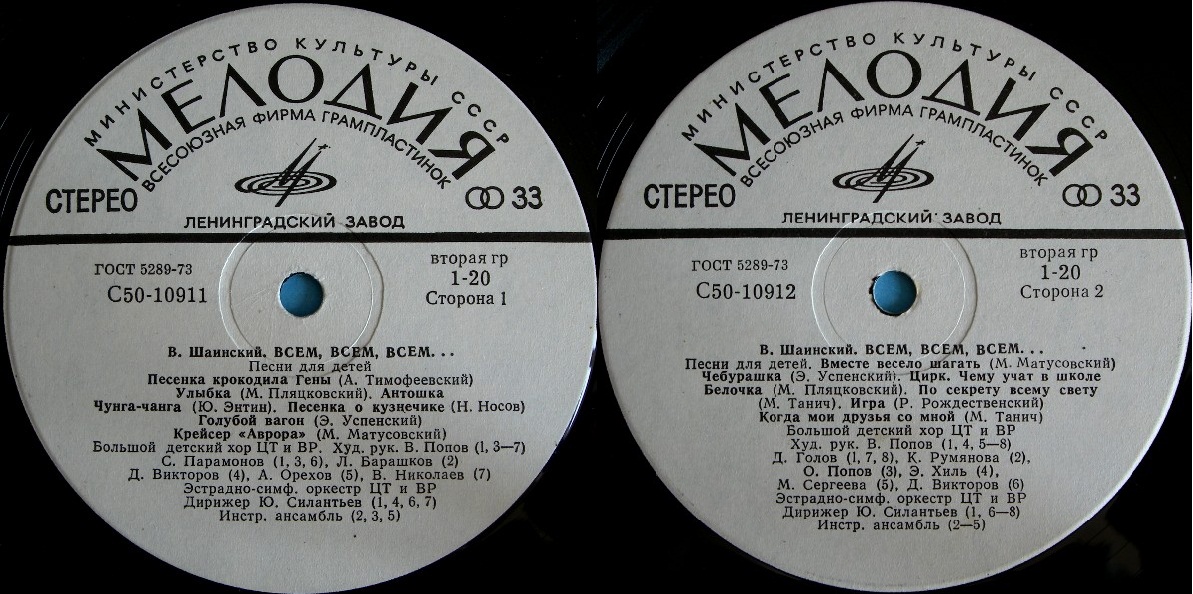 МИНИСТЕРСТВО КУЛЬТУРЫ СССР
МЕЛОДИЯ
ВСЕСОЮЗНАЯ ФИРМА ГРАМПЛАСТИНОК
СТЕРЕО
33
ЛЕНИНГРАДСКИЙ ЗАВОД
ГОСТ 5289-73
С50-10911
вторая гр
1-20
Сторона 1
В. Шаинский. ВСЕМ, ВСЕМ, ВСЕМ...
Песни для детей
Песенка крокодила Гены (А. Тимофеевский)
Улыбка (М. Пляцковский). Антошка
Чунга-чанга (Ю. Энтин). Песенка о кузнечике (Н. Носов)
Голубой вагон (Э. Успенский)
Крейсер «Аврора» (М. Матусовский)
Большой детский хор ЦТ и ВР. Худ. рук. В. Попов (1, 3—7)
С. Парамонов (1, 3, 6), Л. Барашков (2)
Д. Викторов (4), А. Орехов (5), В. Николаев (7)
Эстрадно-симф. оркестр ЦТ и ВР
Дирижер Ю. Силантьев (1, 4, 6, 7)
Инстр. ансамбль (2, 3, 5)
МИНИСТЕРСТВО КУЛЬТУРЫ СССР
МЕЛОДИЯ
ВСЕСОЮЗНАЯ ФИРМА ГРАМПЛАСТИНОК
СТЕРЕО
33
ЛЕНИНГРАДСКИЙ ЗАВОД
ГОСТ 5289-73
С50-10912
вторая гр
1-20
Сторона 2
В. Шаинский. ВСЕМ, ВСЕМ, ВСЕМ...
Песни для детей. Вместе весело шагать (М. Матусовский)
Чебурашка (Э. Успенский). Цирк. Чему учат в школе
Белочка (М. Пляцковский). По секрету всему свету
(М. Танич). Игра (Р. Рождественский)
Когда мои друзья со мной (М. Танич)
Большой детский хор ЦТ и ВР
Худ. рук. В. Попов (1, 4, 5—8)
Д. Голов (1, 7, 8), К. Румянова (2),
О. Попов (3), Э. Хиль (4),
М. Сергеева (5), Д. Викторов (6)
Эстрадно-симф. оркестр ЦТ и ВР
Дирижер Ю. Силантьев (1, 6—8)
Инстр. ансамбль (2—5)